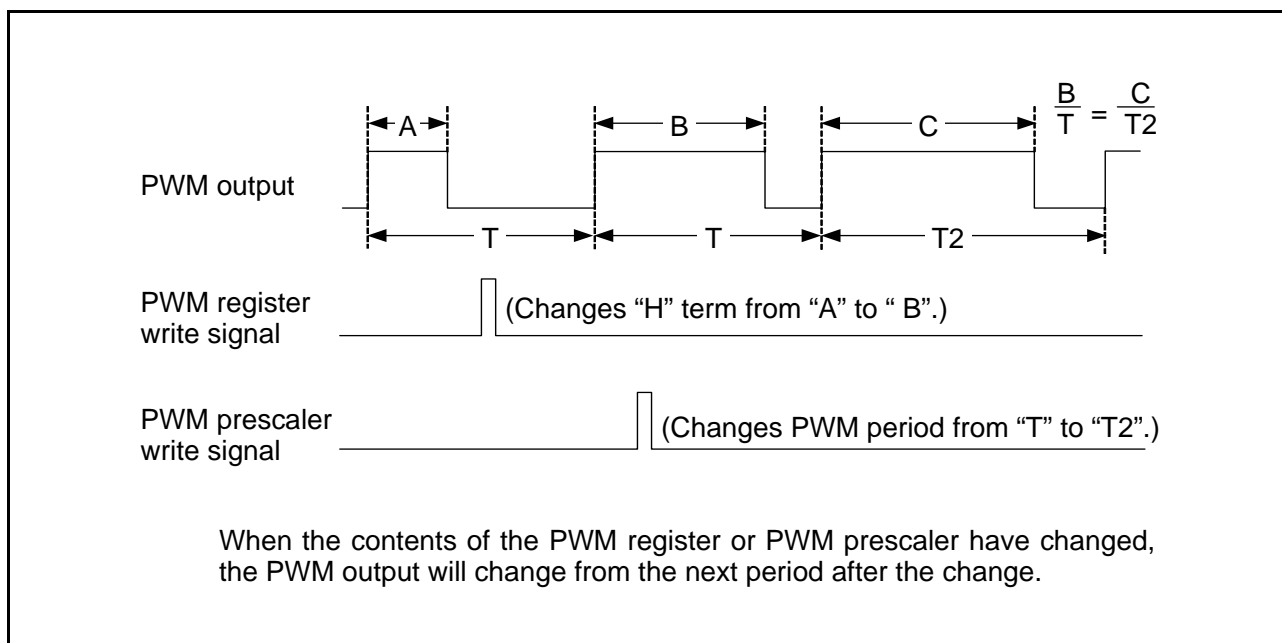 A
B
C
B/T = C/T2
PWM output
T
T
T2
PWM register
write signal
(Changes “H” term from “A” to “ B”.)
PWM prescaler
write signal
(Changes PWM period from “T” to “T2”.)
When the contents of the PWM register or PWM prescaler have changed,
the PWM output will change from the next period after the change.